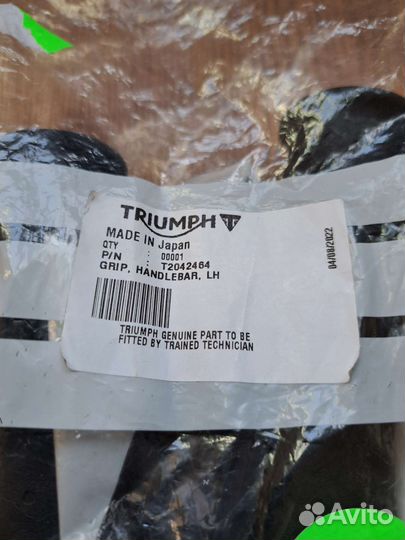 TRIUMPH
MADE IN Japan
QTY : 00001
P/N : T2042464
GRIP, HANDLEBAR, LH
04/08/2022
TRIUMPH GENUINE PART TO BE
FITTED BY TRAINED TECHNICIAN
Avito